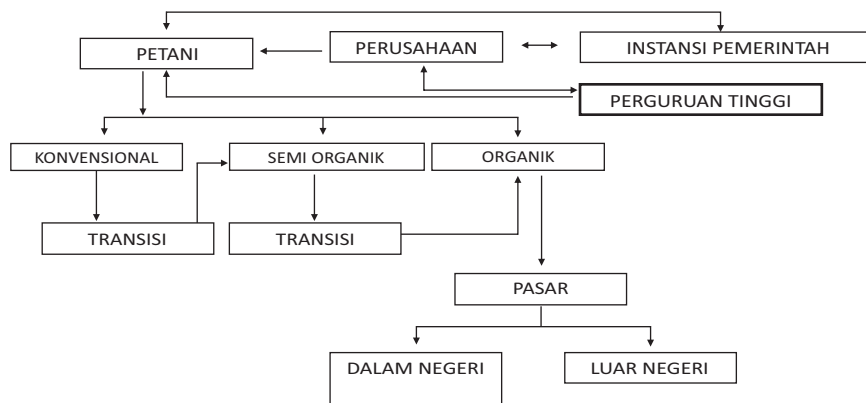 PETANI
PERUSAHAAN
INSTANSI PEMERINTAH
PERGURUAN TINGGI
KONVENSIONAL
SEMI ORGANIK
ORGANIK
TRANSISI
TRANSISI
PASAR
DALAM NEGERI
LUAR NEGERI